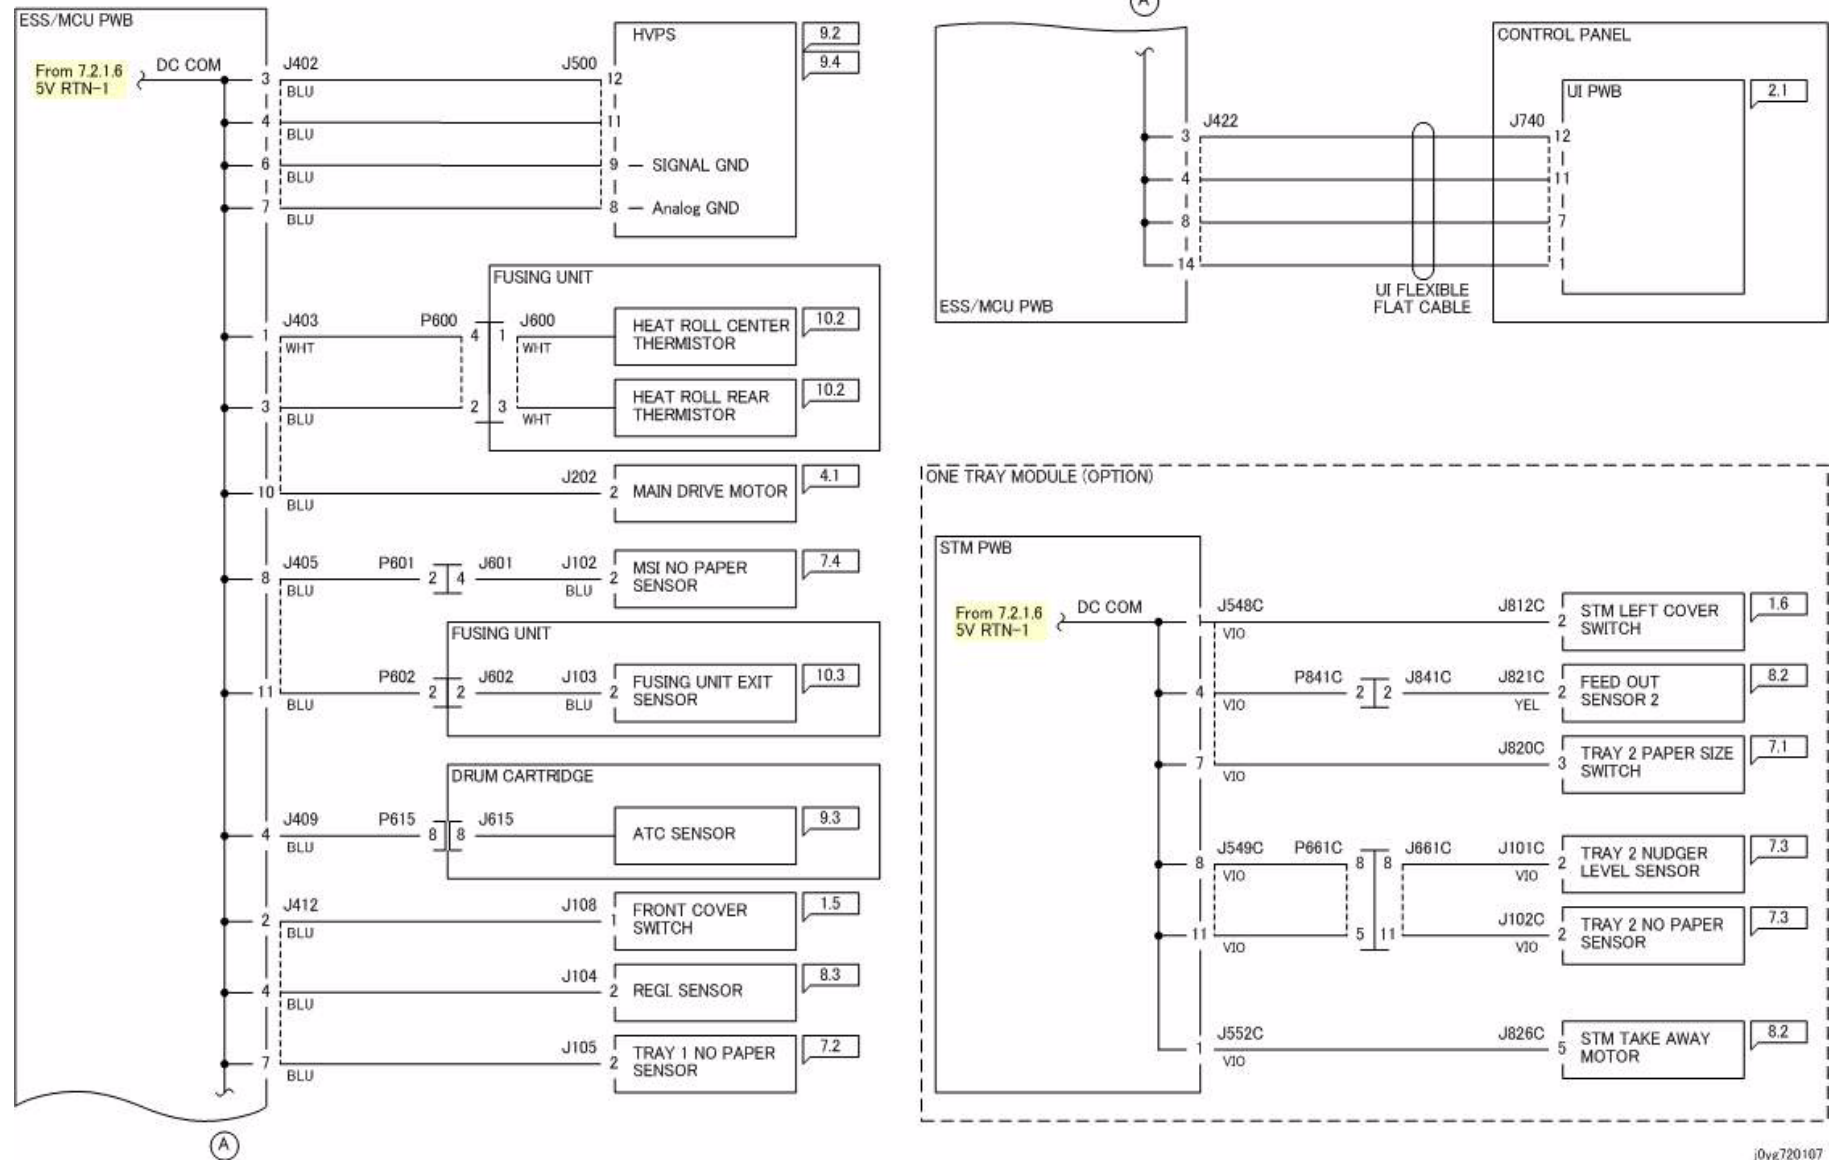 ESS/MCU PWB
From 7.2.1.6
5V RTN-1
DC COM
3 J402 J500 12
BLU
4 11
BLU
6 9 SIGNAL GND
BLU
7 8 Analog GND
BLU
HVPS
9.2
9.4
FUSING UNIT
1 J403 P600 4 1 J600
WHT WHT
HEAT ROLL CENTER
THERMISTOR
10.2
3 2 3
BLU WHT
HEAT ROLL REAR
THERMISTOR
10.2
10 J202 2
BLU
MAIN DRIVE MOTOR
4.1
8 J405 P601 2 4 J601 J102 2
BLU BLU
MSI NO PAPER
SENSOR
7.4
FUSING UNIT
11 P602 2 2 J602 J103 2
BLU BLU
FUSING UNIT EXIT
SENSOR
10.3
DRUM CARTRIDGE
4 J409 P615 8 8 J615
BLU
ATC SENSOR
9.3
2 J412 J108 1
BLU
FRONT COVER
SWITCH
1.5
4 J104 2
BLU
REGI. SENSOR
8.3
7 J105 2
BLU
TRAY 1 NO PAPER
SENSOR
7.2
A
A
ESS/MCU PWB
3 J422 J740 12
4 11
8 7
14 1
UI FLEXIBLE
FLAT CABLE
CONTROL PANEL
UI PWB
2.1
ONE TRAY MODULE (OPTION)
STM PWB
From 7.2.1.6
5V RTN-1
DC COM
J548C J812C 2
VIO
STM LEFT COVER
SWITCH
1.6
4 P841C 2 2 J841C J821C 2
VIO YEL
FEED OUT
SENSOR 2
8.2
7 J820C 3
VIO
TRAY 2 PAPER SIZE
SWITCH
7.1
8 J549C P661C 8 8 J661C J101C 2
VIO VIO
TRAY 2 NUDGER
LEVEL SENSOR
7.3
11 5 11 J102C 2
VIO VIO
TRAY 2 NO PAPER
SENSOR
7.3
1 J552C J826C 5
VIO
STM TAKE AWAY
MOTOR
8.2
j0yg720107